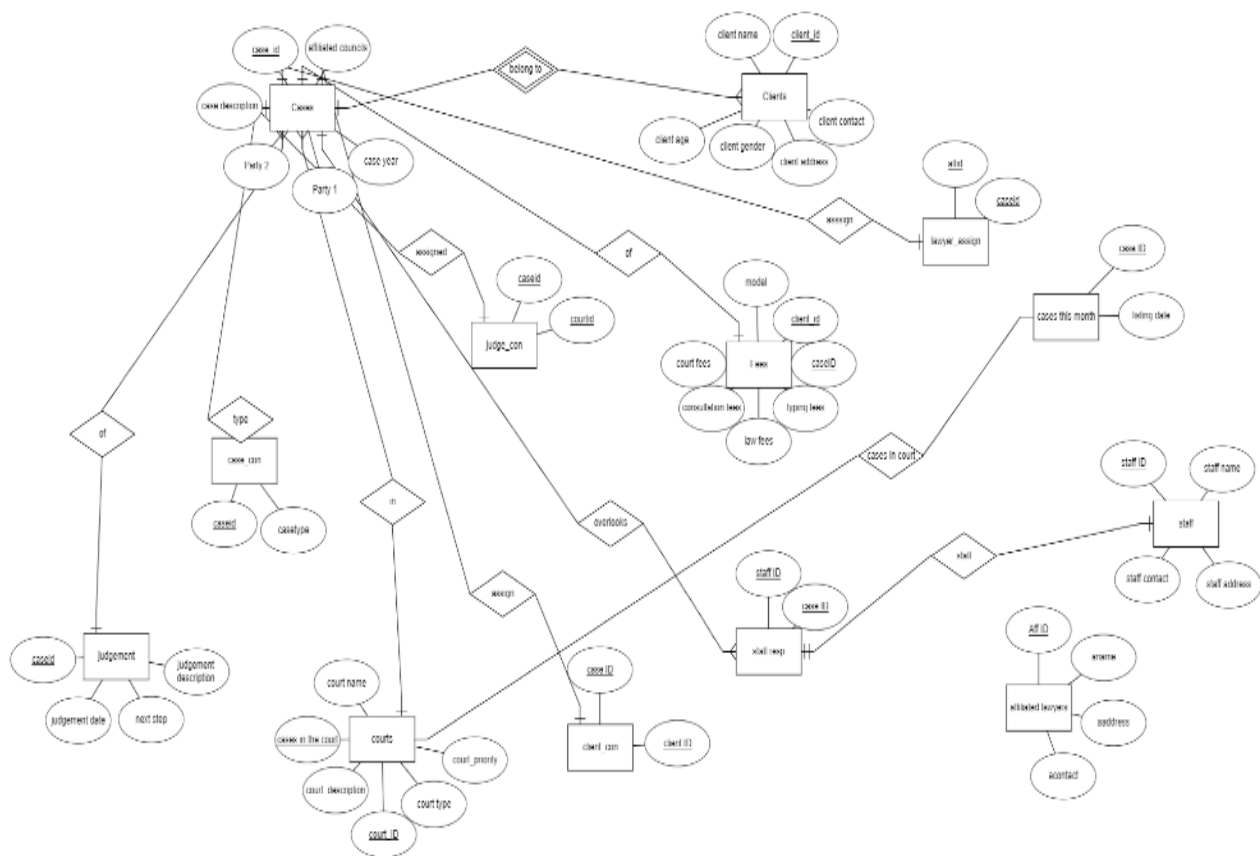 case_id
affiliated councils
client name
client_id
belong to
case description
Cases
Clients
client contact
client age
client gender
client address
case year
Party 2
Party 1
caseid
assign
lawyer_assign
case ID
assigned
of
model
caseid
client_id
cases this month
listing date
courtid
judge_con
Fees
court fees
caseID
consultation fees
typing fees
law fees
type
of
case_con
cases in court
staff ID
staff name
caseid
casetype
in
overlooks
staff
staff
staff ID
case ID
staff contact
staff address
assign
Aff ID
caseid
judgement
judgement
description
staff resp
aname
case ID
court name
affiliated lawyers
judgement date
next step
aaddress
cases in the court
courts
client_con
client ID
court_priority
acontact
court_description
court type
court_ID